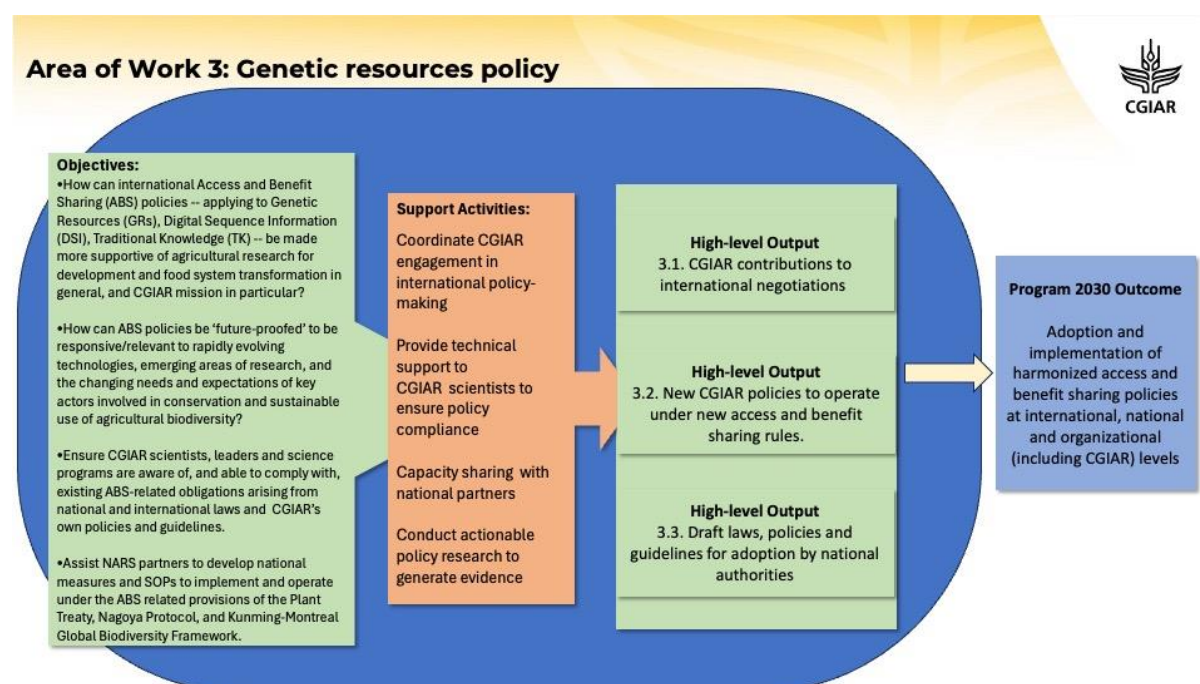 Area of Work 3: Genetic resources policy
CGIAR
Objectives:
•How can international Access and Benefit
Sharing (ABS) policies -- applying to Genetic
Resources (GRs), Digital Sequence Information
(DSI), Traditional Knowledge (TK) -- be made
more supportive of agricultural research for
development and food system transformation in
general, and CGIAR mission in particular?
•How can ABS policies be ‘future-proofed’ to be
responsive/relevant to rapidly evolving
technologies, emerging areas of research, and
the changing needs and expectations of key
actors involved in conservation and sustainable
use of agricultural biodiversity?
•Ensure CGIAR scientists, leaders and science
programs are aware of, and able to comply with,
existing ABS-related obligations arising from
national and international laws and CGIAR’s
own policies and guidelines.
•Assist NARS partners to develop national
measures and SOPs to implement and operate
under the ABS related provisions of the Plant
Treaty, Nagoya Protocol, and Kunming-Montreal
Global Biodiversity Framework.
Support Activities:
Coordinate CGIAR
engagement in
international policy-
making
Provide technical
support to
CGIAR scientists to
ensure policy
compliance
Capacity sharing with
national partners
Conduct actionable
policy research to
generate evidence
High-level Output
3.1. CGIAR contributions to
international negotiations
High-level Output
3.2. New CGIAR policies to operate
under new access and benefit
sharing rules.
High-level Output
3.3. Draft laws, policies and
guidelines for adoption by national
authorities
Program 2030 Outcome
Adoption and
implementation of
harmonized access and
benefit sharing policies
at international, national
and organizational
(including CGIAR) levels